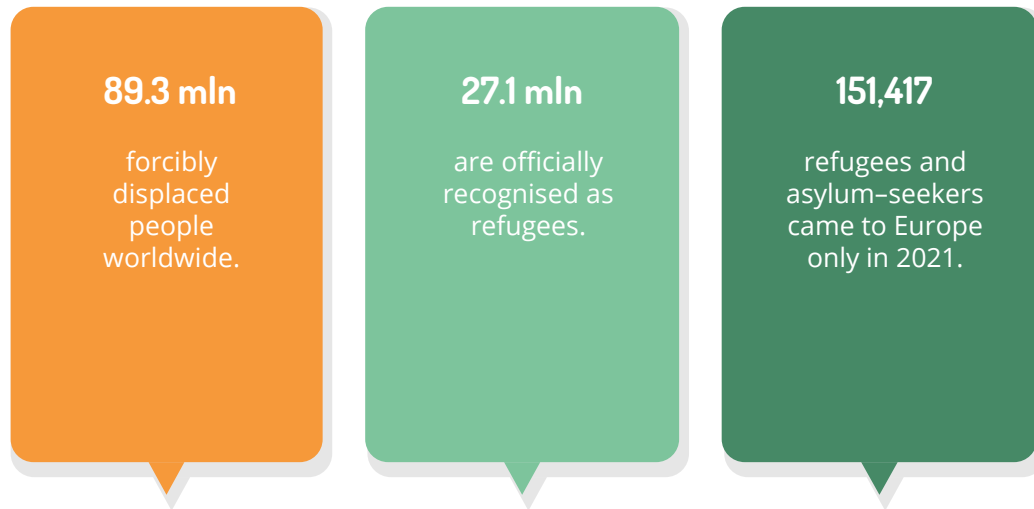 89.3 mln
forcibly
displaced
people
worldwide.
27.1 mln
are officially
recognised as
refugees.
151,417
refugees and
asylum–seekers
came to Europe
only in 2021.